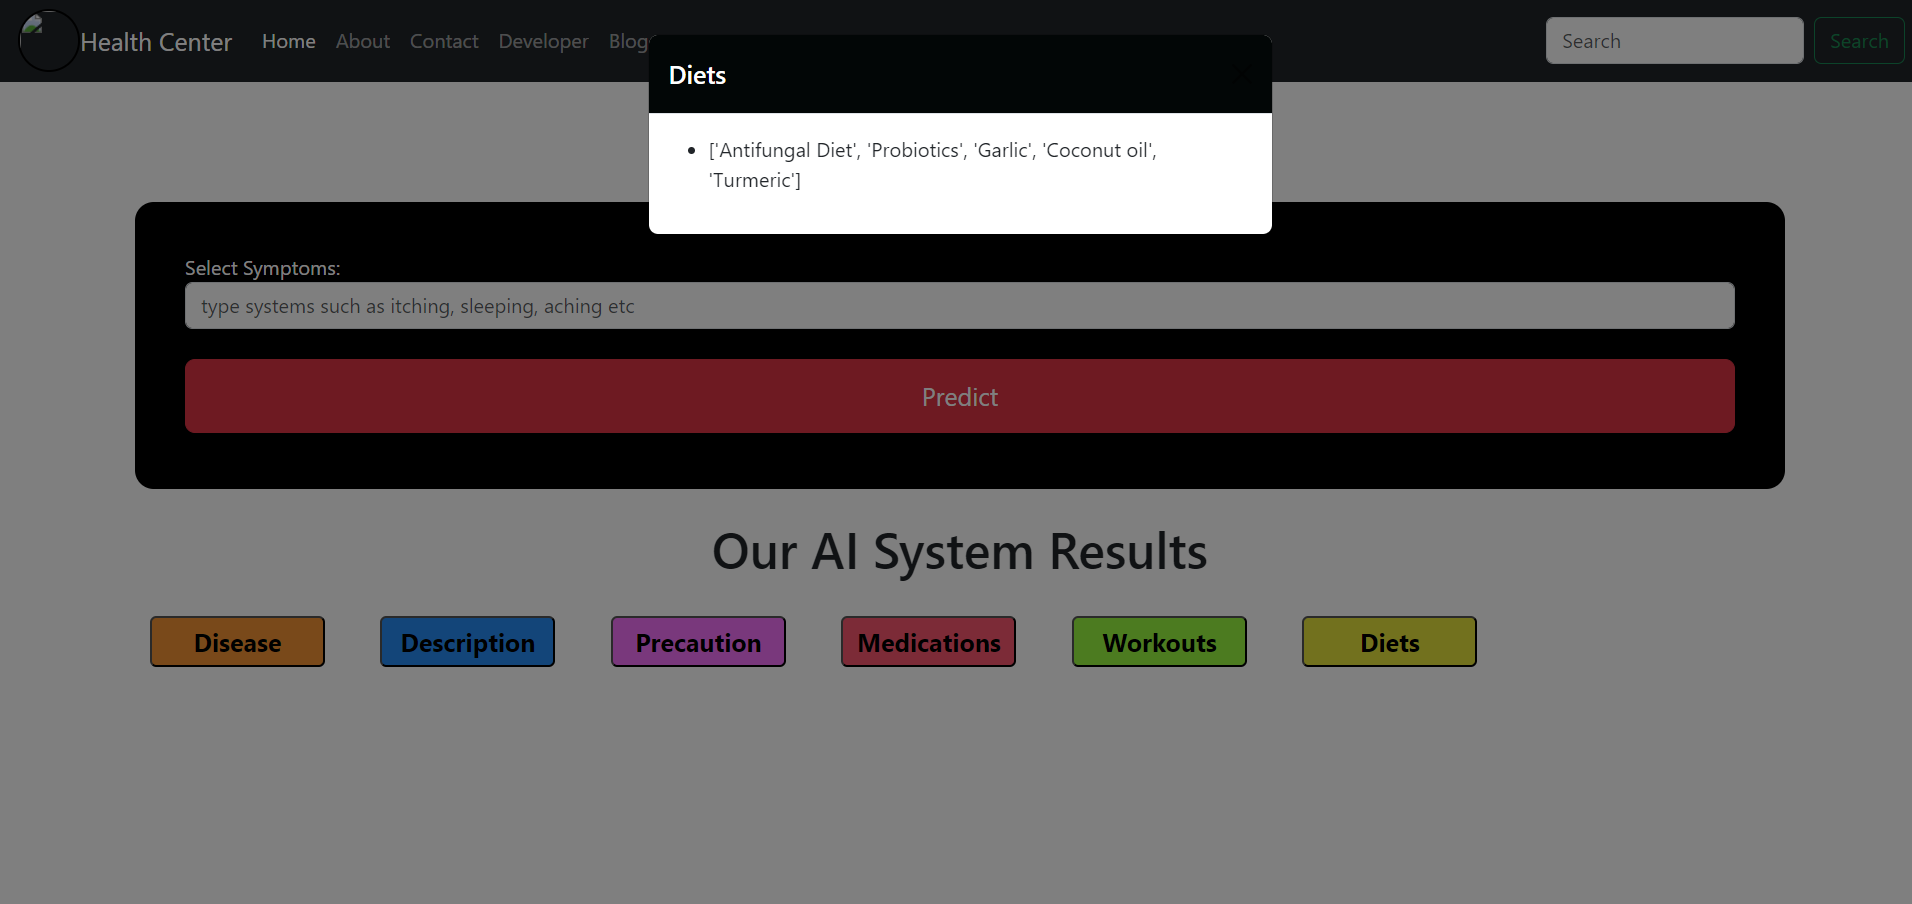 Health Center Home About Contact Developer Blog
Search Search
Diets
['Antifungal Diet', 'Probiotics', 'Garlic', 'Coconut oil',
'Turmeric']
Select Symptoms:
type systems such as itching, sleeping, aching etc
Predict
Our AI System Results
Disease Description Precaution Medications Workouts Diets